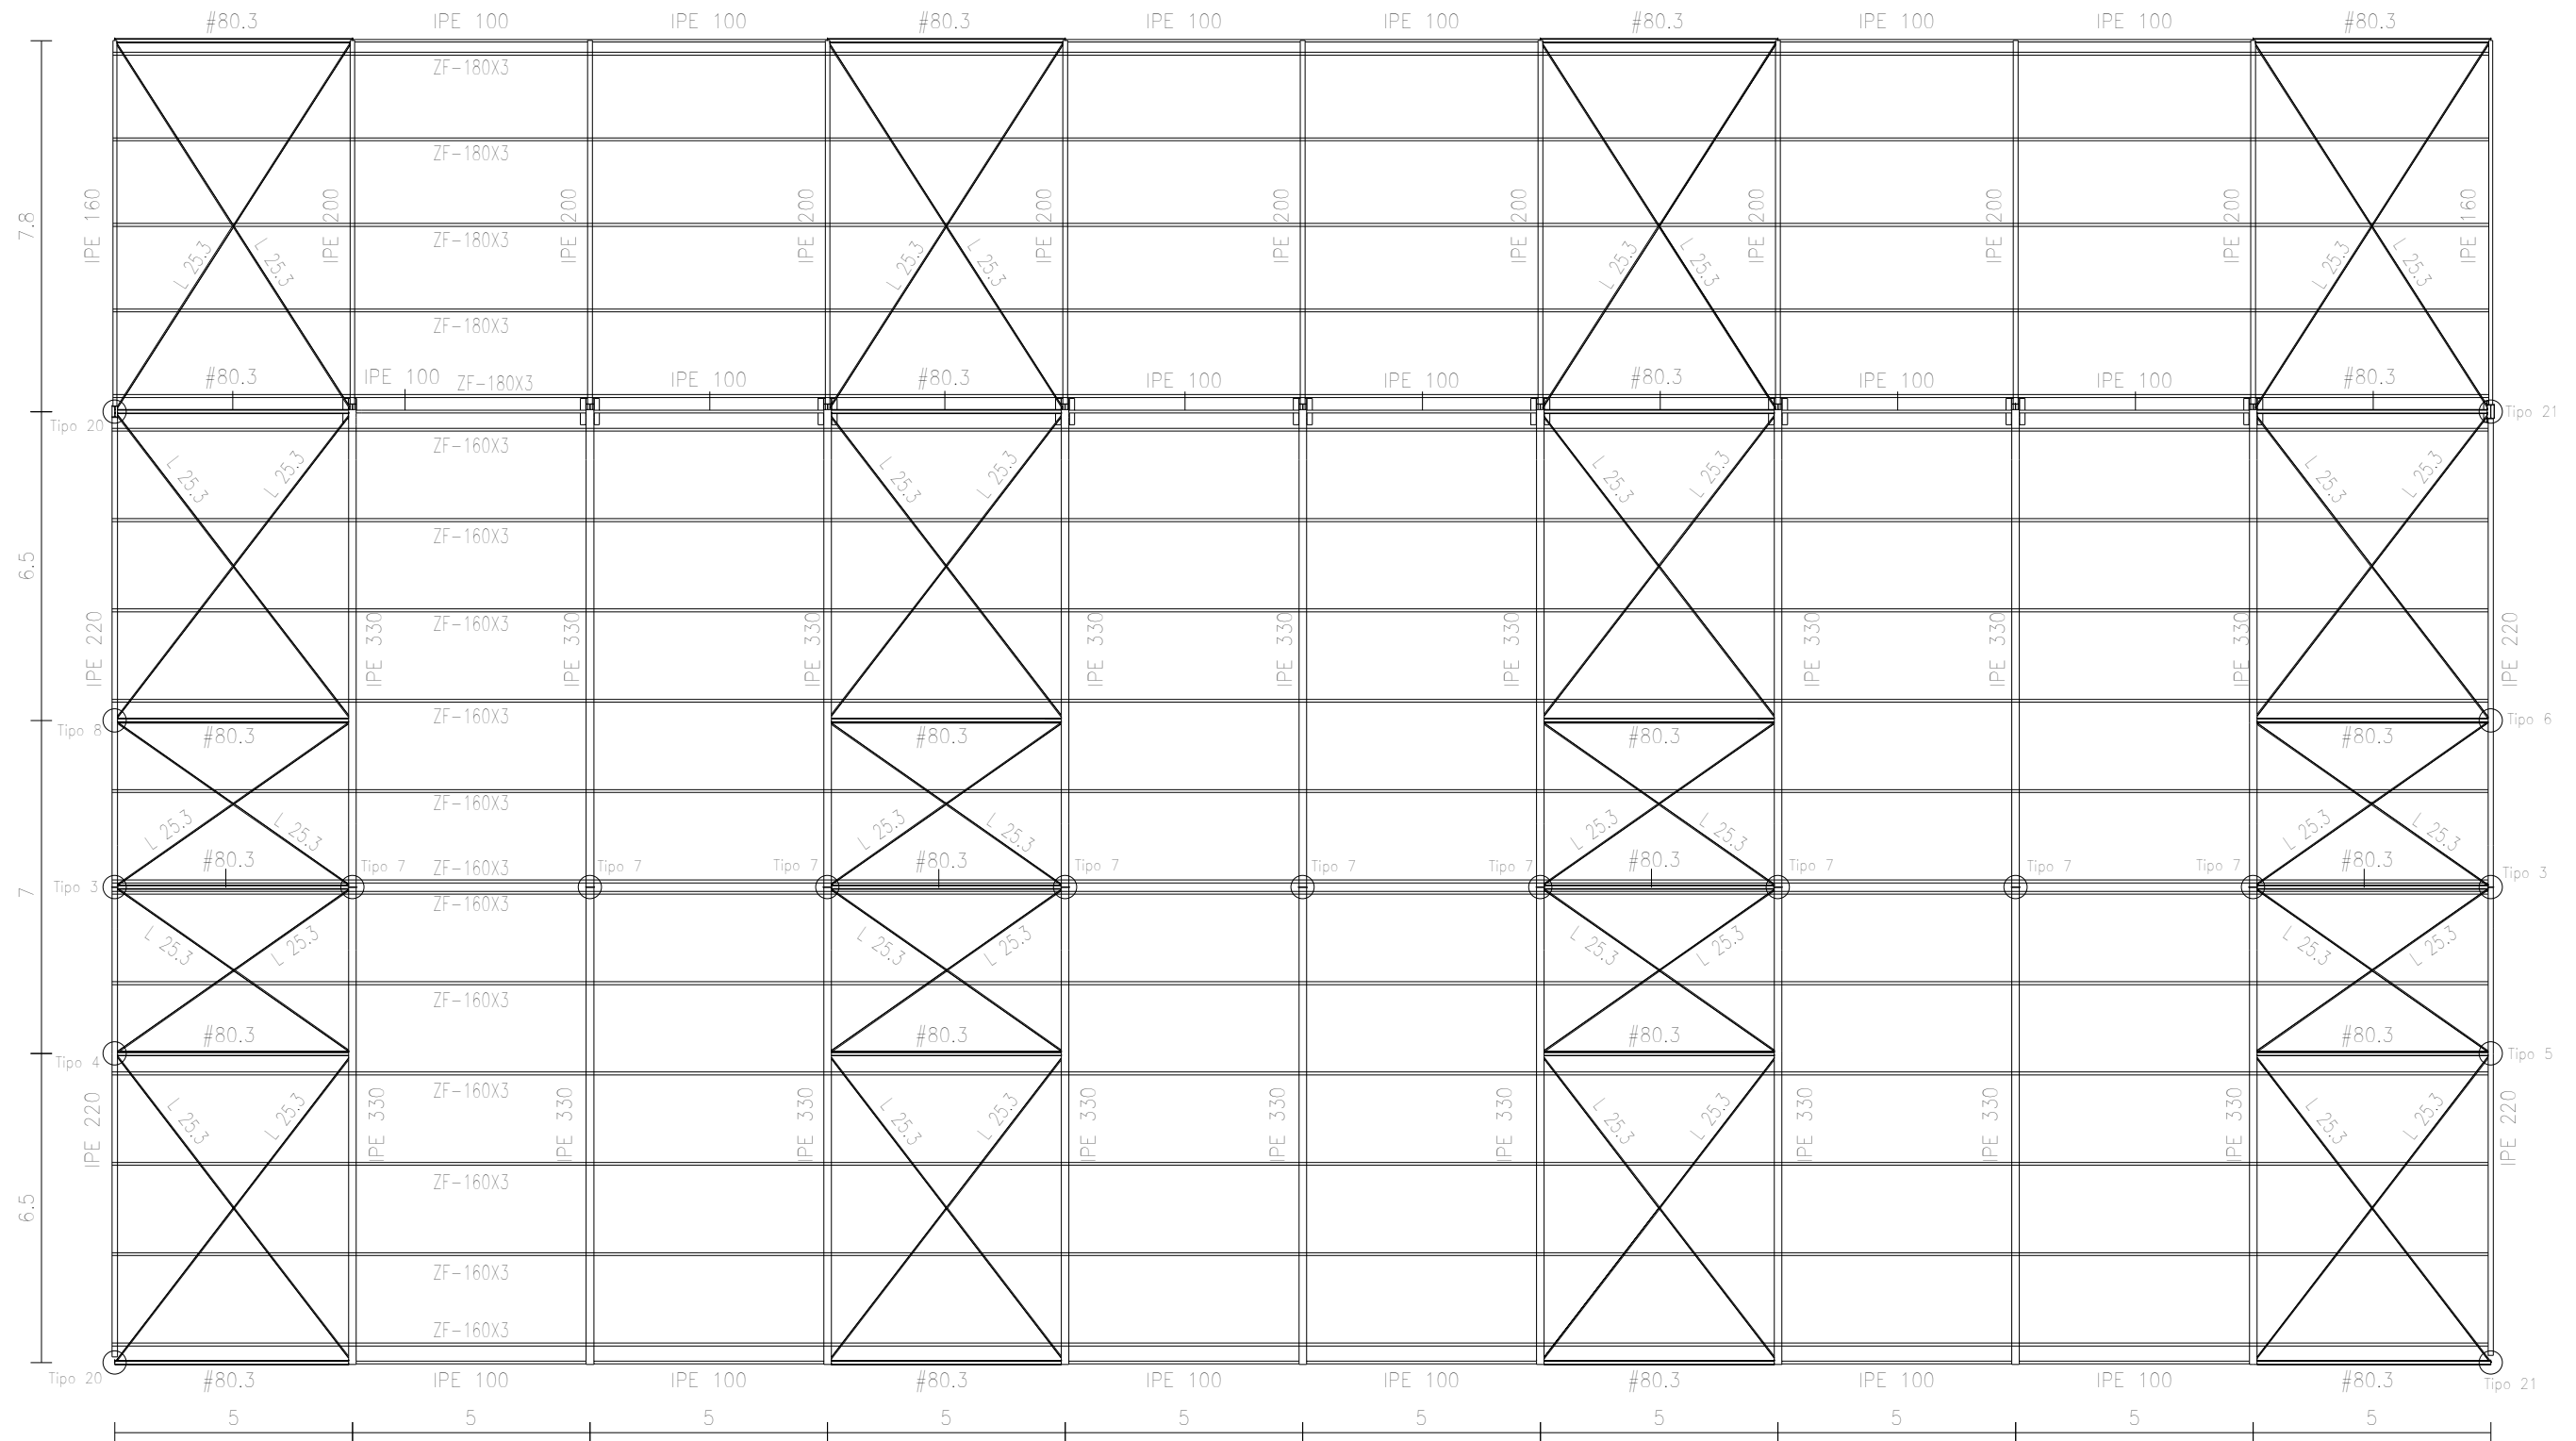 #80.3 IPE 100 IPE 100 #80.3 IPE 100 IPE 100 #80.3 IPE 100 IPE 100 #80.3
ZF-180X3
ZF-180X3
IPE 160 IPE 200 IPE 200 IPE 200 IPE 200 IPE 200 IPE 200 IPE 200 IPE 200 IPE 200 IPE 160
7.8
ZF-180X3
L 25.3 L 25.3 L 25.3 L 25.3 L 25.3 L 25.3 L 25.3 L 25.3
ZF-180X3
#80.3 IPE 100 ZF-180X3 IPE 100 #80.3 IPE 100 IPE 100 #80.3 IPE 100 IPE 100 #80.3
Tipo 20 Tipo 21
ZF-160X3
L 25.3 L 25.3 L 25.3 L 25.3 L 25.3 L 25.3 L 25.3 L 25.3
ZF-160X3
6.5
ZF-160X3
IPE 220 IPE 330 IPE 330 IPE 330 IPE 330 IPE 330 IPE 330 IPE 330 IPE 330 IPE 330 IPE 220
ZF-160X3
Tipo 8 Tipo 6
#80.3 #80.3 #80.3 #80.3
ZF-160X3
L 25.3 L 25.3 L 25.3 L 25.3 L 25.3 L 25.3 L 25.3 L 25.3
#80.3 Tipo 7 ZF-160X3 Tipo 7 Tipo 7 #80.3 Tipo 7 Tipo 7 Tipo 7 #80.3 Tipo 7 Tipo 7 Tipo 7 #80.3
Tipo 3 Tipo 3
7
ZF-160X3
L 25.3 L 25.3 L 25.3 L 25.3 L 25.3 L 25.3 L 25.3 L 25.3
ZF-160X3
#80.3 #80.3 #80.3 #80.3
Tipo 4 Tipo 5
ZF-160X3
L 25.3 L 25.3 L 25.3 L 25.3 L 25.3 L 25.3 L 25.3 L 25.3
IPE 220 IPE 330 IPE 330 IPE 330 IPE 330 IPE 330 IPE 330 IPE 330 IPE 330 IPE 330 IPE 220
ZF-160X3
6.5
ZF-160X3
ZF-160X3
Tipo 20 Tipo 21
#80.3 IPE 100 IPE 100 #80.3 IPE 100 IPE 100 #80.3 IPE 100 IPE 100 #80.3
5 5 5 5 5 5 5 5 5 5